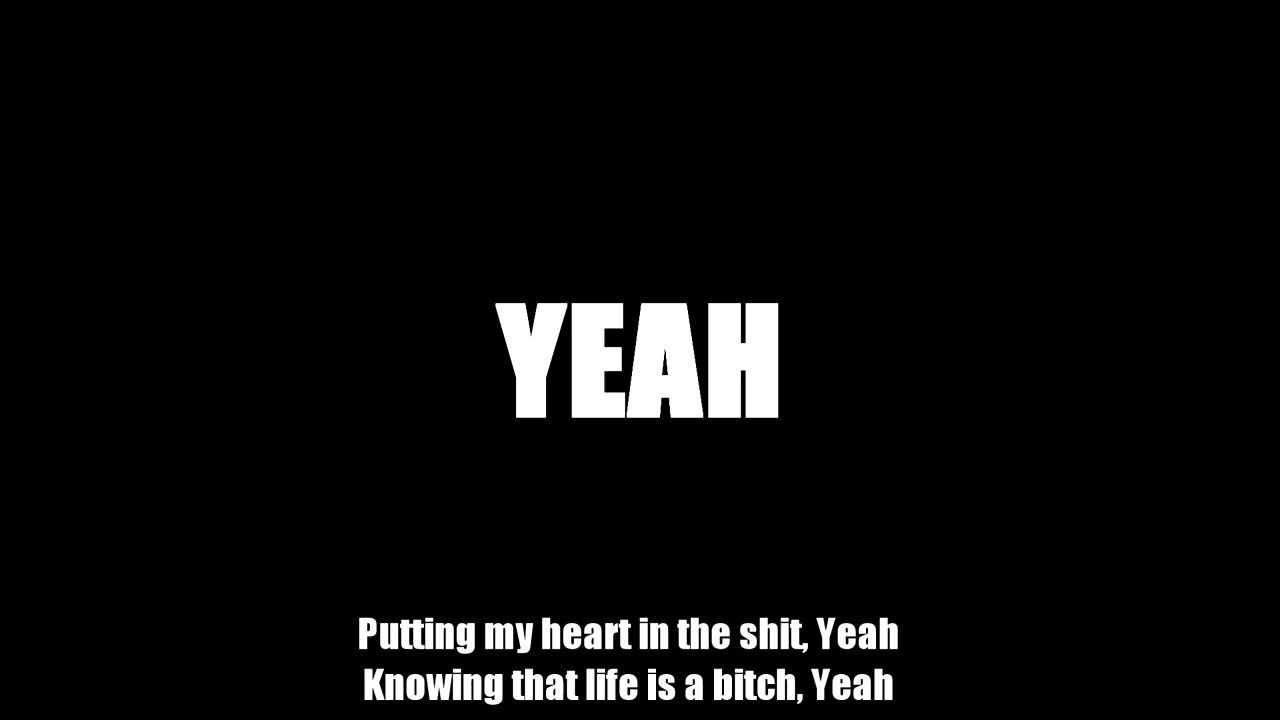 YEAH
Putting my heart in the shit, Yeah
Knowing that life is a bitch, Yeah